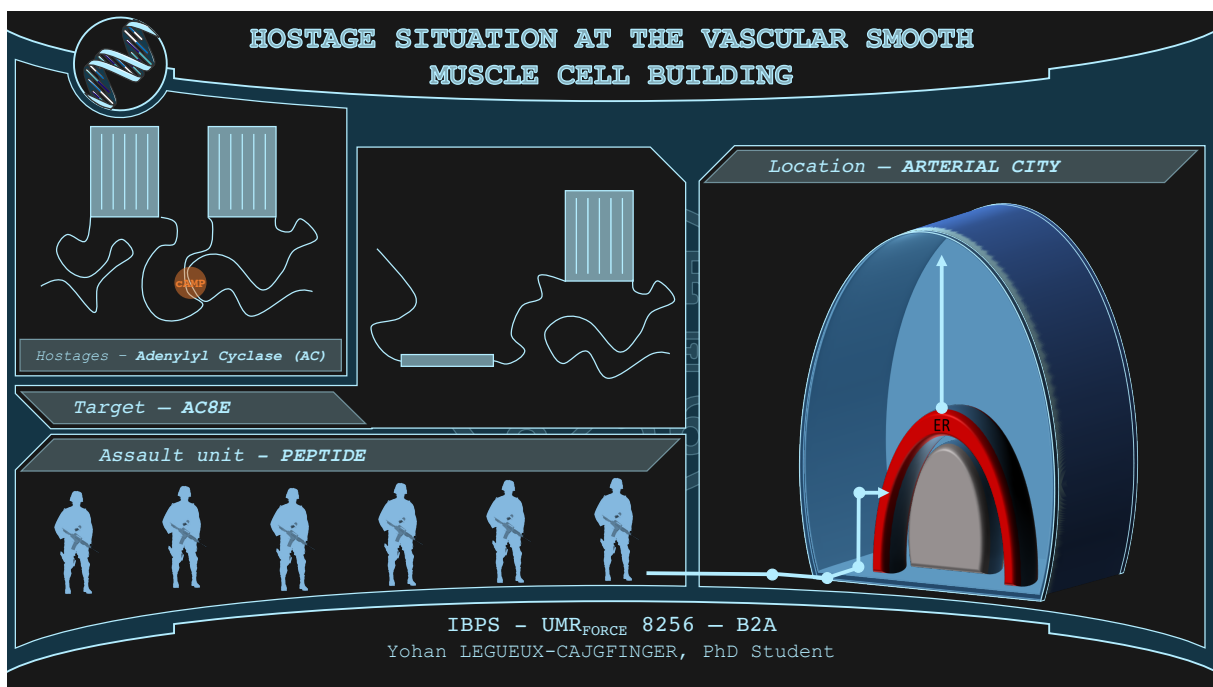 HOSTAGE SITUATION AT THE VASCULAR SMOOTH
MUSCLE CELL BUILDING
cAMP
Hostages – Adenylyl Cyclase (AC)
Target – AC8E
Location – ARTERIAL CITY
ER
Assault unit – PEPTIDE
IBPS – UMRFORCE 8256 – B2A
Yohan LEGUEUX-CAJGFINGER, PhD Student